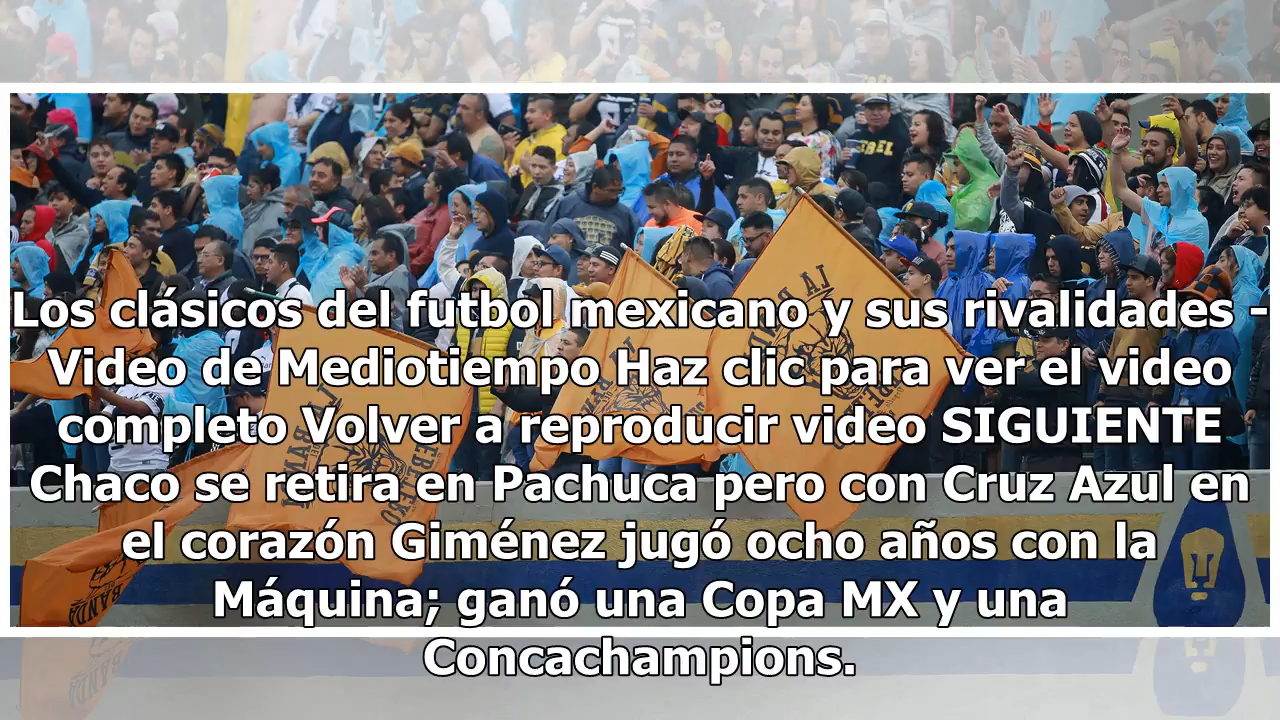 Los clásicos del futbol mexicano y sus rivalidades -
Video de Mediotiempo Haz clic para ver el video
completo Volver a reproducir video SIGUIENTE
Chaco se retira en Pachuca pero con Cruz Azul en
el corazón Giménez jugó ocho años con la
Máquina; ganó una Copa MX y una
Concachampions.